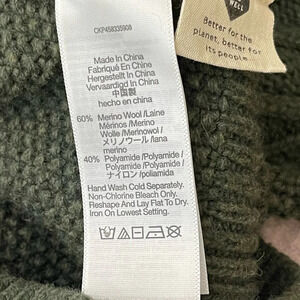 WELL
Better for the
planet, better for
its people.
CKP458335908
Made In China
Fabriqué En Chine
Hergestellt In China
Vervaardigd In China
中国製
hecho en china
60% Merino Wool /Laine
Mérinos /Merino
Wolle /Merinowol /
メリノウール /lana
merino
40% Polyamide /Polyamide /
Polyamid /Polyamide /
ナイロン /poliamida
Hand Wash Cold Separately.
Non-Chlorine Bleach Only.
Reshape And Lay Flat To Dry.
Iron On Lowest Setting.